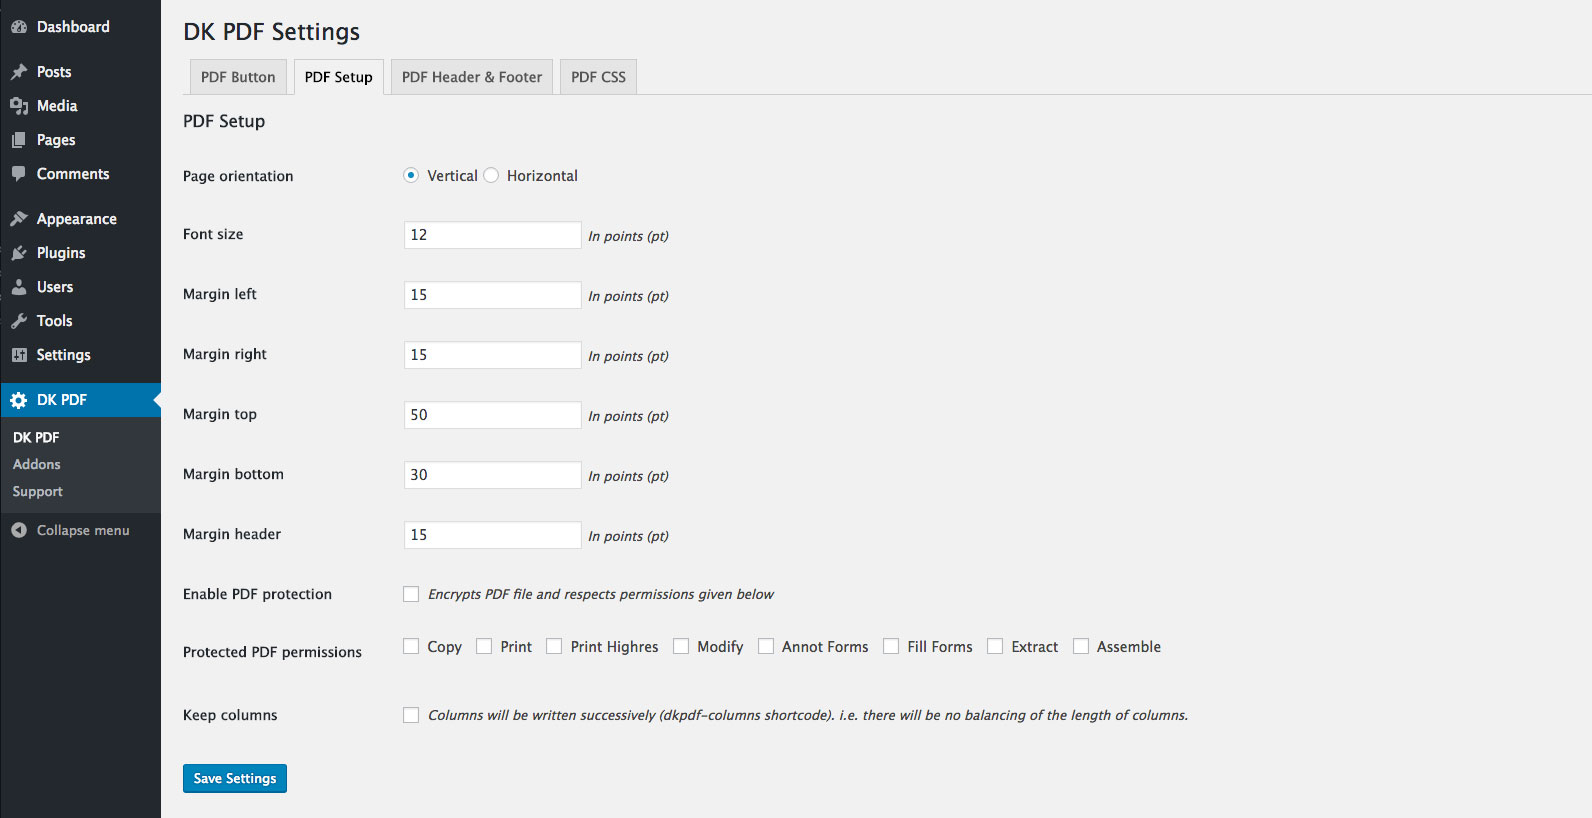 Dashboard
Posts
Media
Pages
Comments
Appearance
Plugins
Users
Tools
Settings
DK PDF
DK PDF
Addons
Support
Collapse menu
DK PDF Settings
PDF Button PDF Setup PDF Header & Footer PDF CSS
PDF Setup
Page orientation Vertical Horizontal
Font size 12 In points (pt)
Margin left 15 In points (pt)
Margin right 15 In points (pt)
Margin top 50 In points (pt)
Margin bottom 30 In points (pt)
Margin header 15 In points (pt)
Enable PDF protection Encrypts PDF file and respects permissions given below
Protected PDF permissions Copy Print Print Highres Modify Annot Forms Fill Forms Extract Assemble
Keep columns Columns will be written successively (dkpdf-columns shortcode). i.e. there will be no balancing of the length of columns.
Save Settings